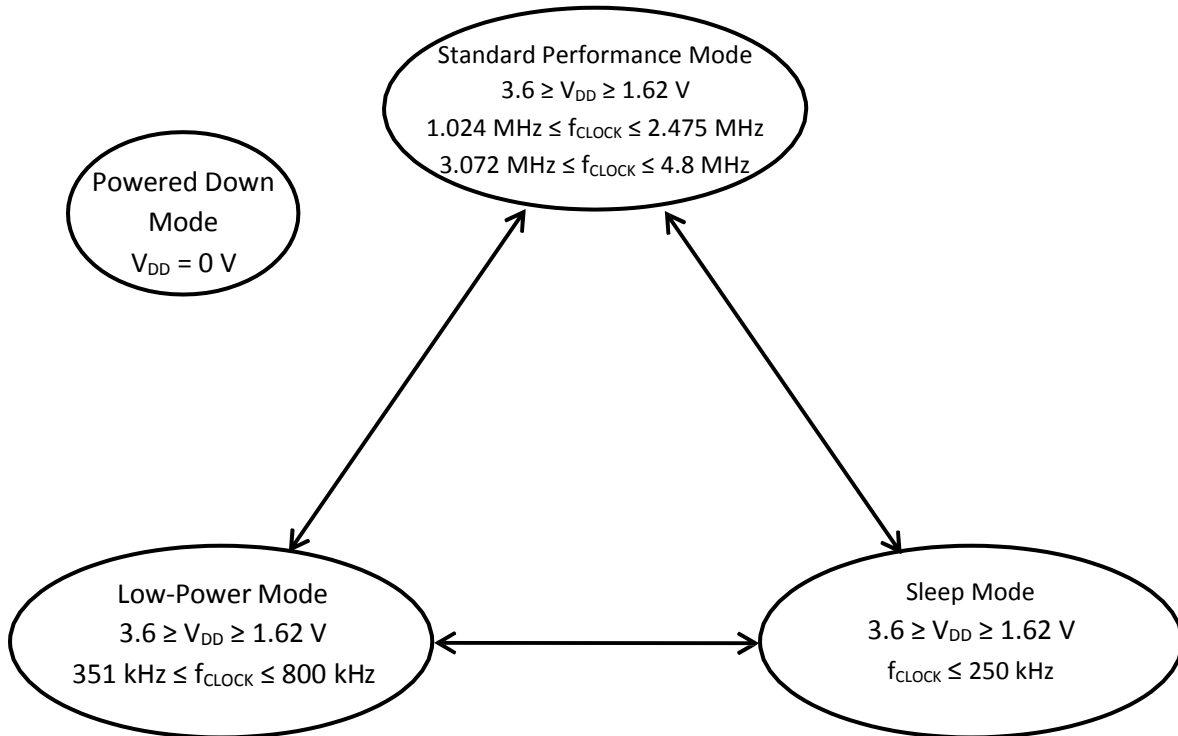 Standard Performance Mode
3.6 ≥ VDD ≥ 1.62 V
1.024 MHz ≤ fCLOCK ≤ 2.475 MHz
3.072 MHz ≤ fCLOCK ≤ 4.8 MHz
Powered Down
Mode
VDD = 0 V
Low-Power Mode
3.6 ≥ VDD ≥ 1.62 V
351 kHz ≤ fCLOCK ≤ 800 kHz
Sleep Mode
3.6 ≥ VDD ≥ 1.62 V
fCLOCK ≤ 250 kHz